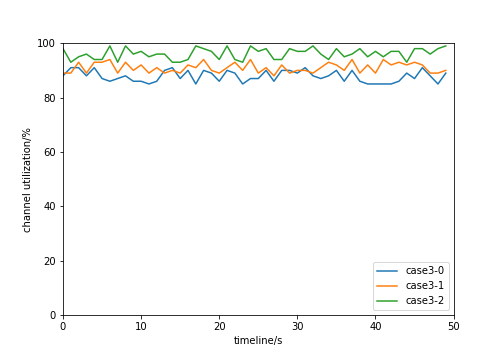 100
80
60
40
20
0
channel utilization/%
case3-0
case3-1
case3-2
0 10 20 30 40 50
timeline/s